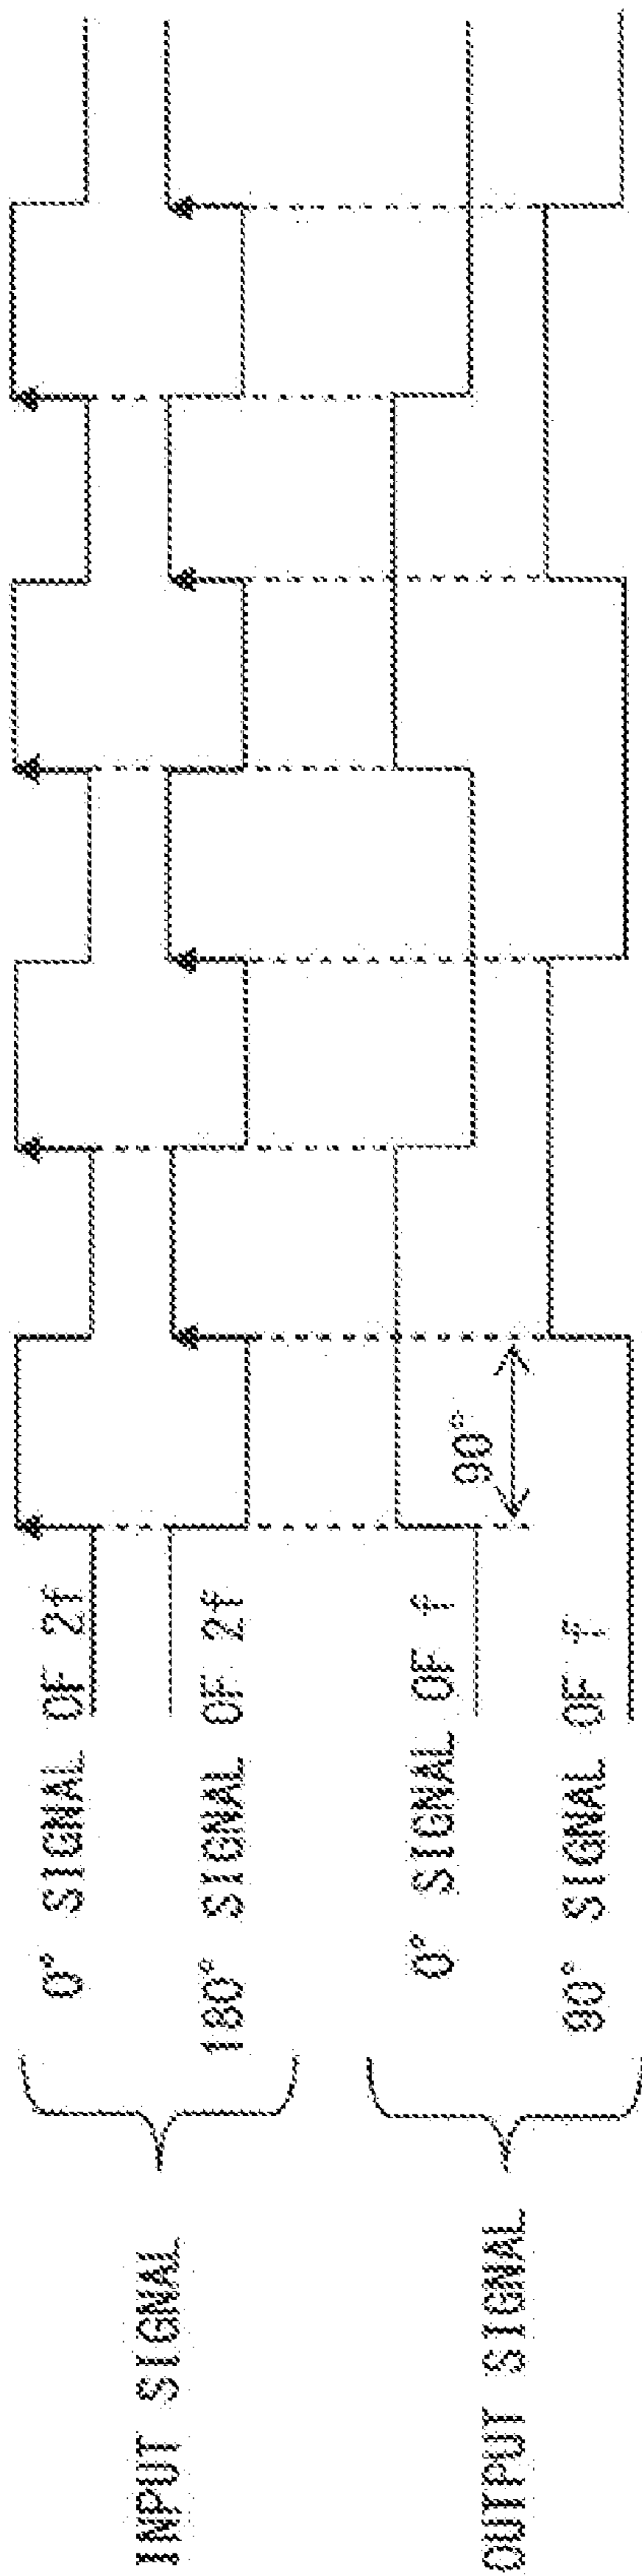 INPUT SIGNAL
0° SIGNAL OF 2f
180° SIGNAL OF 2f
OUTPUT SIGNAL
0° SIGNAL OF f
90° SIGNAL OF f
90°